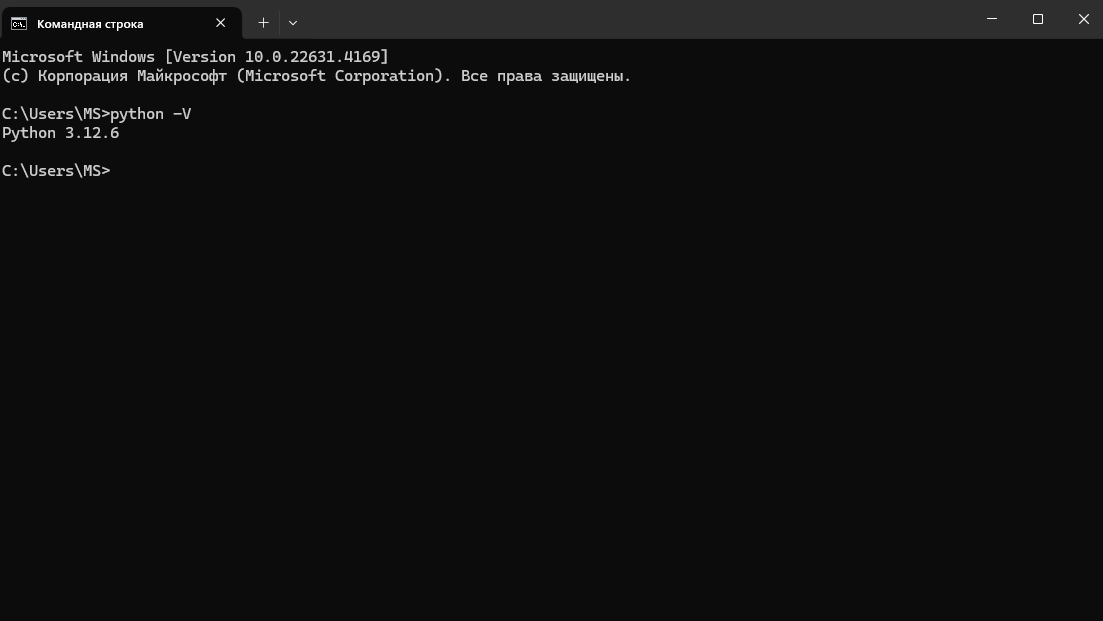 Командная строка
Microsoft Windows [Version 10.0.22631.4169]
(c) Корпорация Майкрософт (Microsoft Corporation). Все права защищены.
C:\Users\MS>python -V
Python 3.12.6
C:\Users\MS>